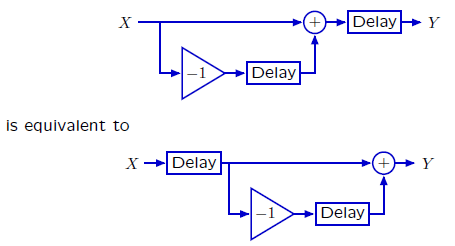 X + Delay Y
−1 Delay
is equivalent to
X Delay + Y
−1 Delay